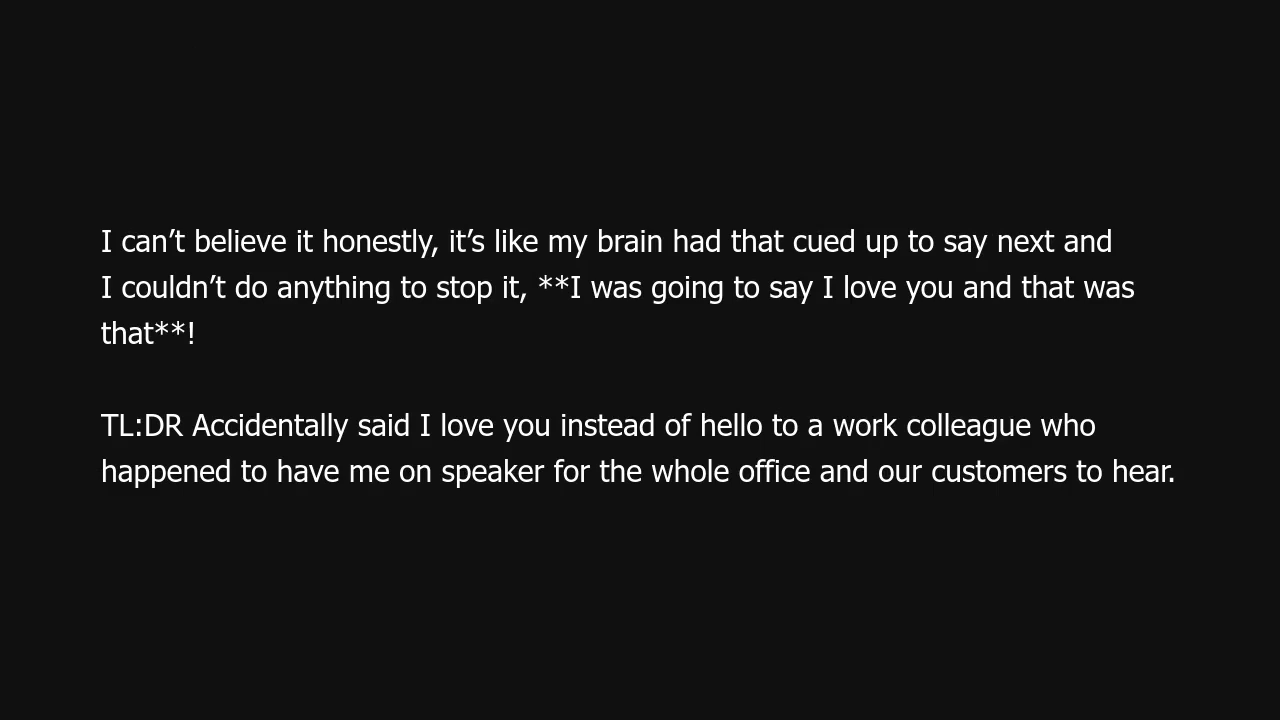 I can’t believe it honestly, it’s like my brain had that cued up to say next and
I couldn’t do anything to stop it, **I was going to say I love you and that was
that**!
TL:DR Accidentally said I love you instead of hello to a work colleague who
happened to have me on speaker for the whole office and our customers to hear.